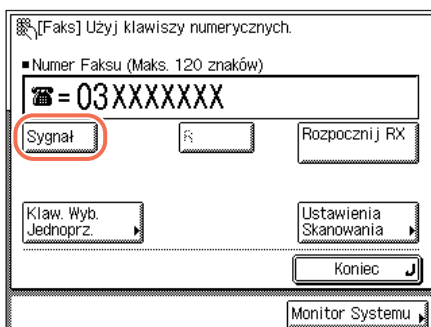 [Faks] Użyj klawiszy numerycznych.
Numer Faksu (Maks. 120 znaków)
=03XXXXXXX
Sygnał
R
Rozpocznij RX
Klaw. Wyb.
Jednoprz.
Ustawienia
Skanowania
Koniec
Monitor Systemu